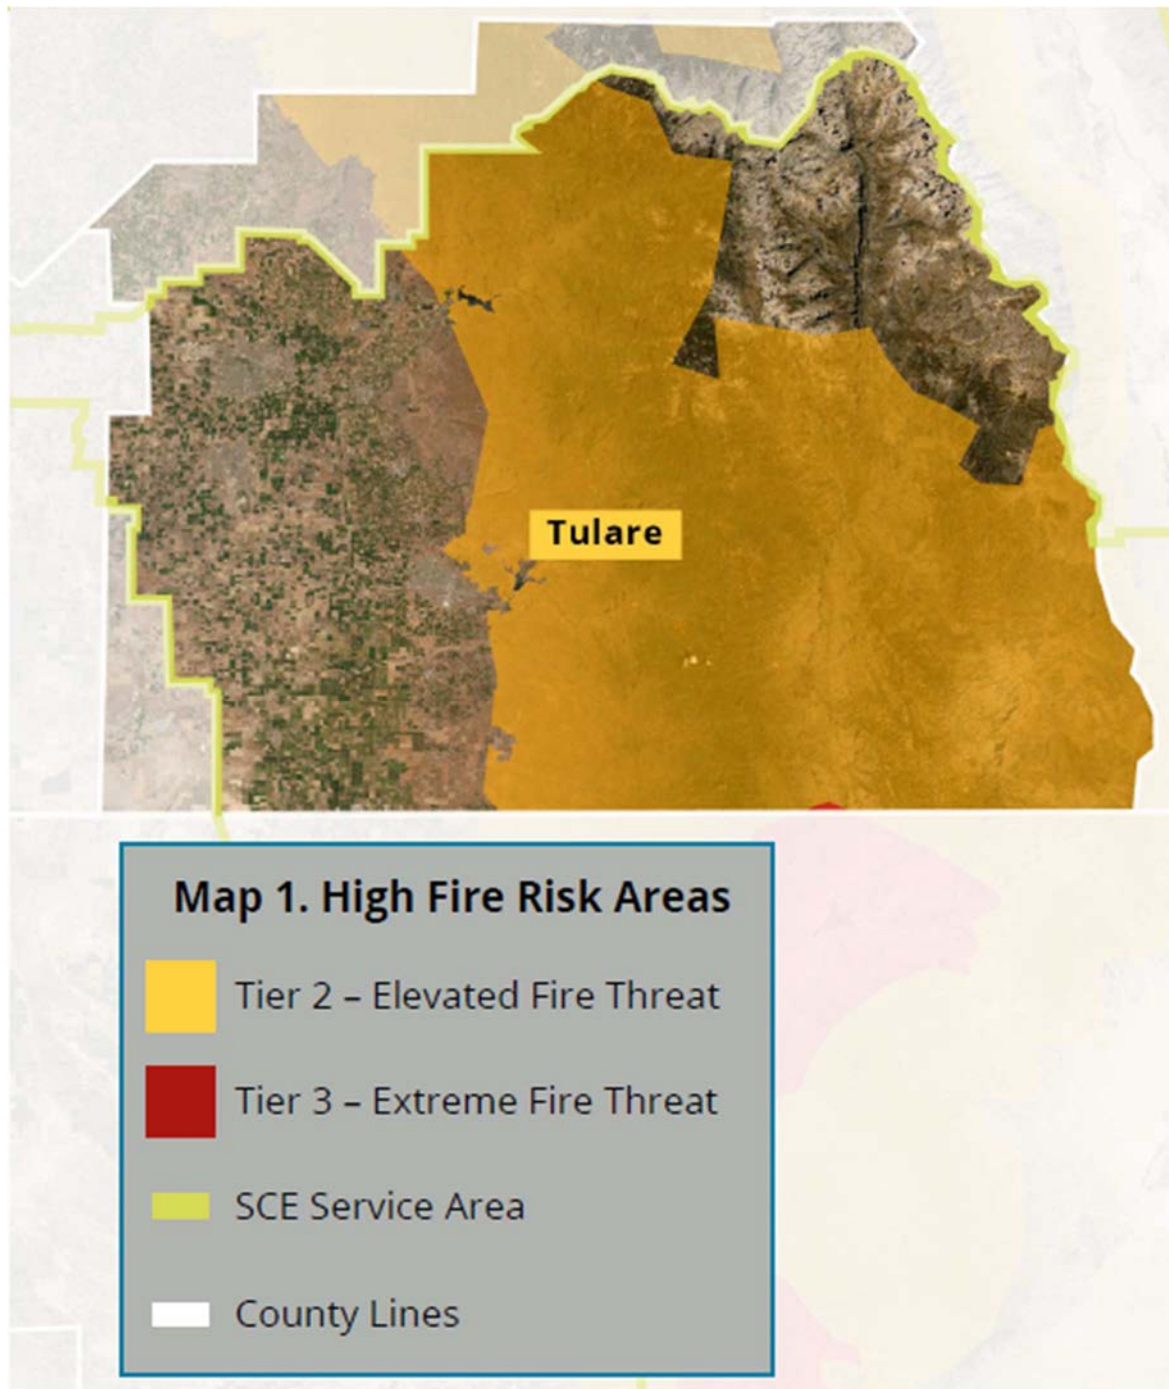 Tulare
Map 1. High Fire Risk Areas
Tier 2 – Elevated Fire Threat
Tier 3 – Extreme Fire Threat
SCE Service Area
County Lines